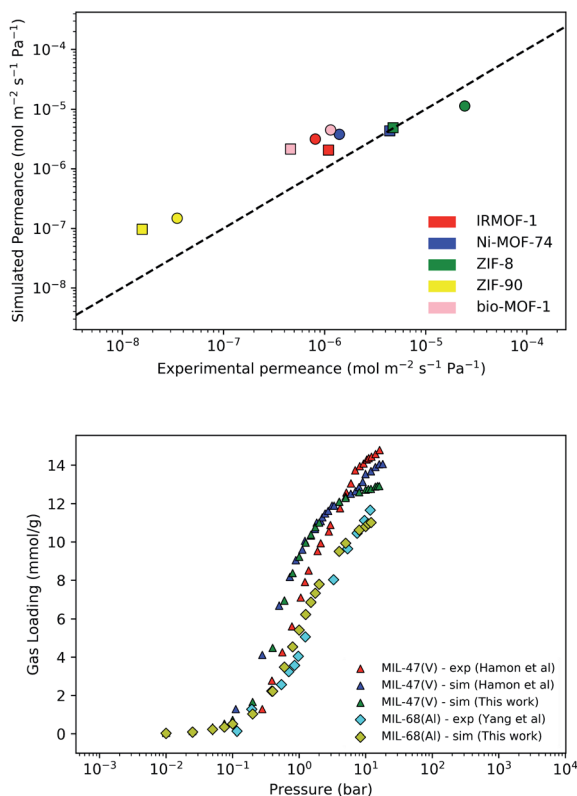 Simulated Permeance (mol m⁻² s⁻¹ Pa⁻¹)
10⁻⁴
10⁻⁵
10⁻⁶
10⁻⁷
10⁻⁸
IRMOF-1
Ni-MOF-74
ZIF-8
ZIF-90
bio-MOF-1
10⁻⁸ 10⁻⁷ 10⁻⁶ 10⁻⁵ 10⁻⁴
Experimental permeance (mol m⁻² s⁻¹ Pa⁻¹)
Gas Loading (mmol/g)
14
12
10
8
6
4
2
0
MIL-47(V) - exp (Hamon et al)
MIL-47(V) - sim (Hamon et al)
MIL-47(V) - sim (This work)
MIL-68(Al) - exp (Yang et al)
MIL-68(Al) - sim (This work)
10⁻³ 10⁻² 10⁻¹ 10⁰ 10¹ 10² 10³ 10⁴
Pressure (bar)